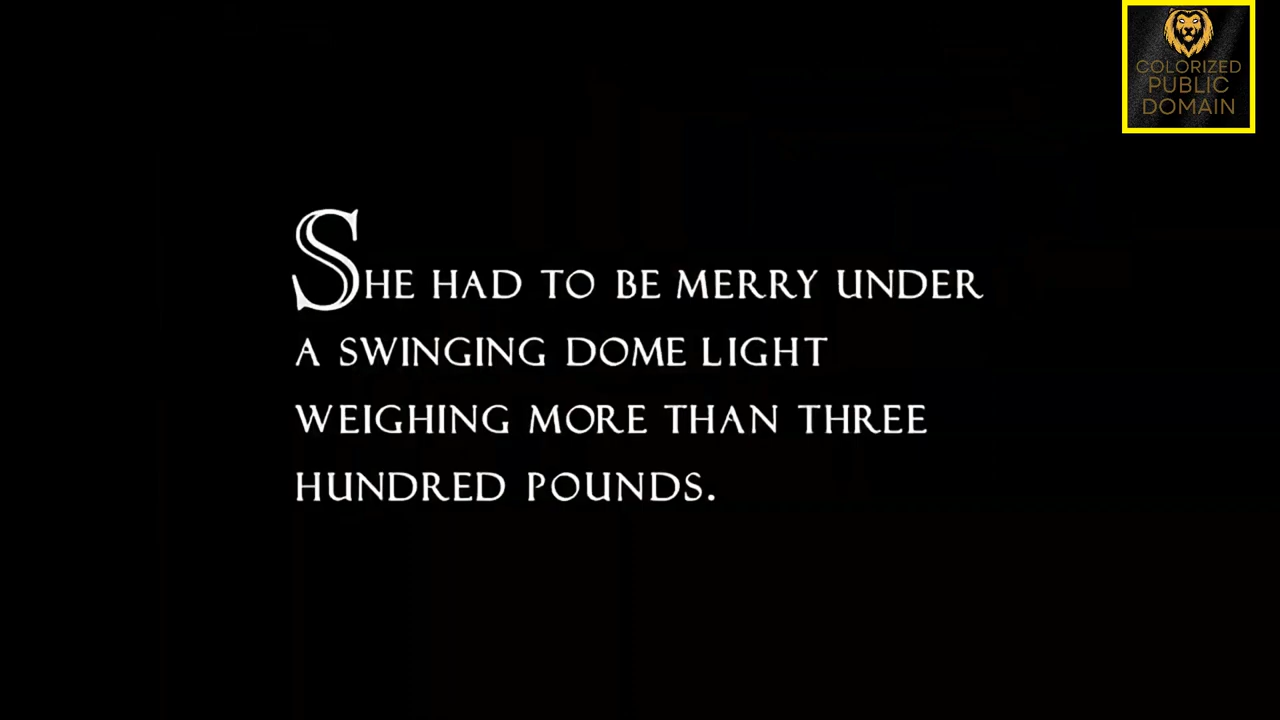 COLORIZED
PUBLIC
DOMAIN
SHE HAD TO BE MERRY UNDER
A SWINGING DOME LIGHT
WEIGHING MORE THAN THREE
HUNDRED POUNDS.